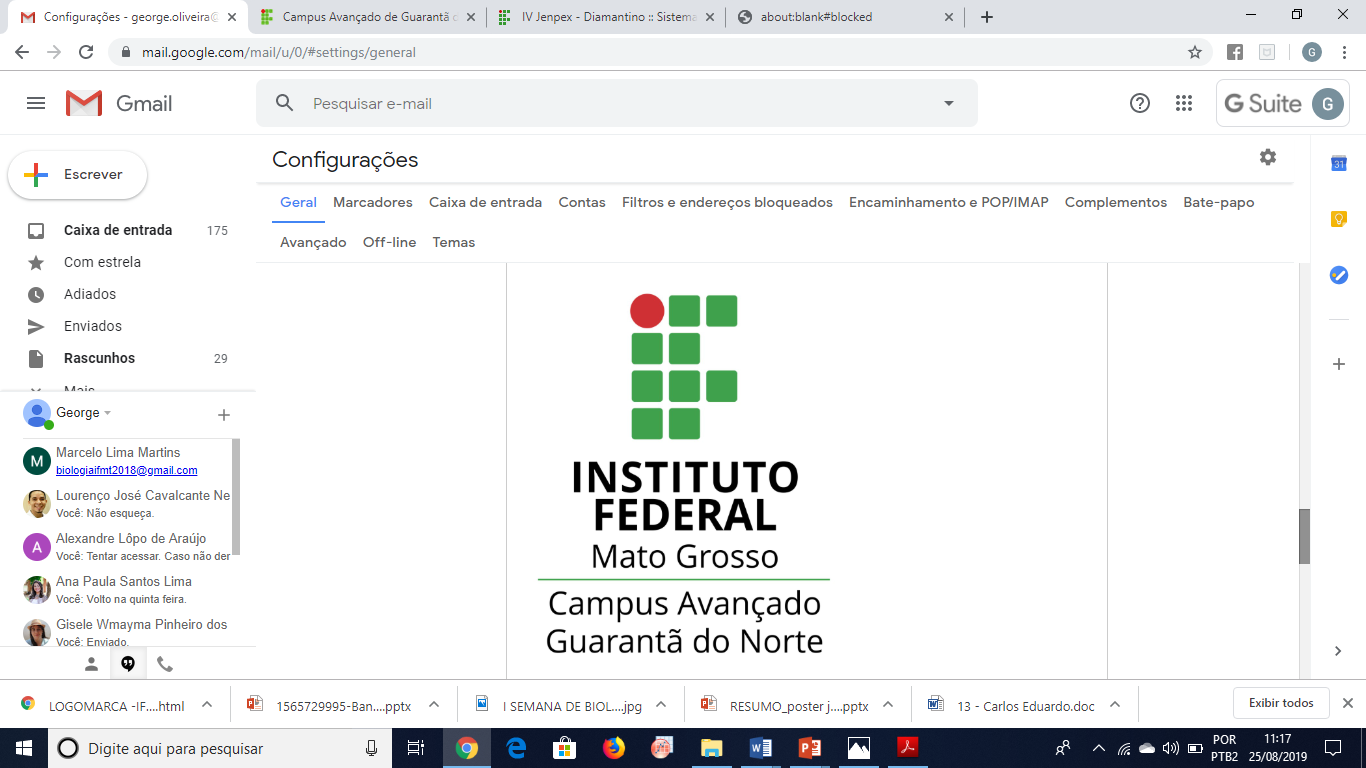 Configurações - george.oliveira@
Campus Avançado de Guarantã d
IV Jenpex - Diamantino :: Sistema
about:blank#blocked
mail.google.com/mail/u/0/#settings/general
G
Gmail
Pesquisar e-mail
G Suite
G
Escrever
Configurações
31
Geral
Marcadores
Caixa de entrada
Contas
Filtros e endereços bloqueados
Encaminhamento e POP/IMAP
Complementos
Bate-papo
Avançado
Off-line
Temas
Caixa de entrada 175
Com estrela
Adiados
Enviados
Rascunhos 29
Mais
George
M
Marcelo Lima Martins
biologiaifmt2018@gmail.com
Lourenço José Cavalcante Ne
Você: Não esqueça.
A
Alexandre Lôpo de Araújo
Você: Tentar acessar. Caso não der
Ana Paula Santos Lima
Você: Volto na quinta feira.
Gisele Wmayma Pinheiro dos
Você: Enviado.
INSTITUTO
FEDERAL
Mato Grosso
Campus Avançado
Guarantã do Norte
LOGOMARCA -IF....html
1565729995-Ban....pptx
I SEMANA DE BIOL....jpg
RESUMO_poster j....pptx
13 - Carlos Eduardo.doc
Exibir todos
Digite aqui para pesquisar
POR
PTB2
11:17
25/08/2019